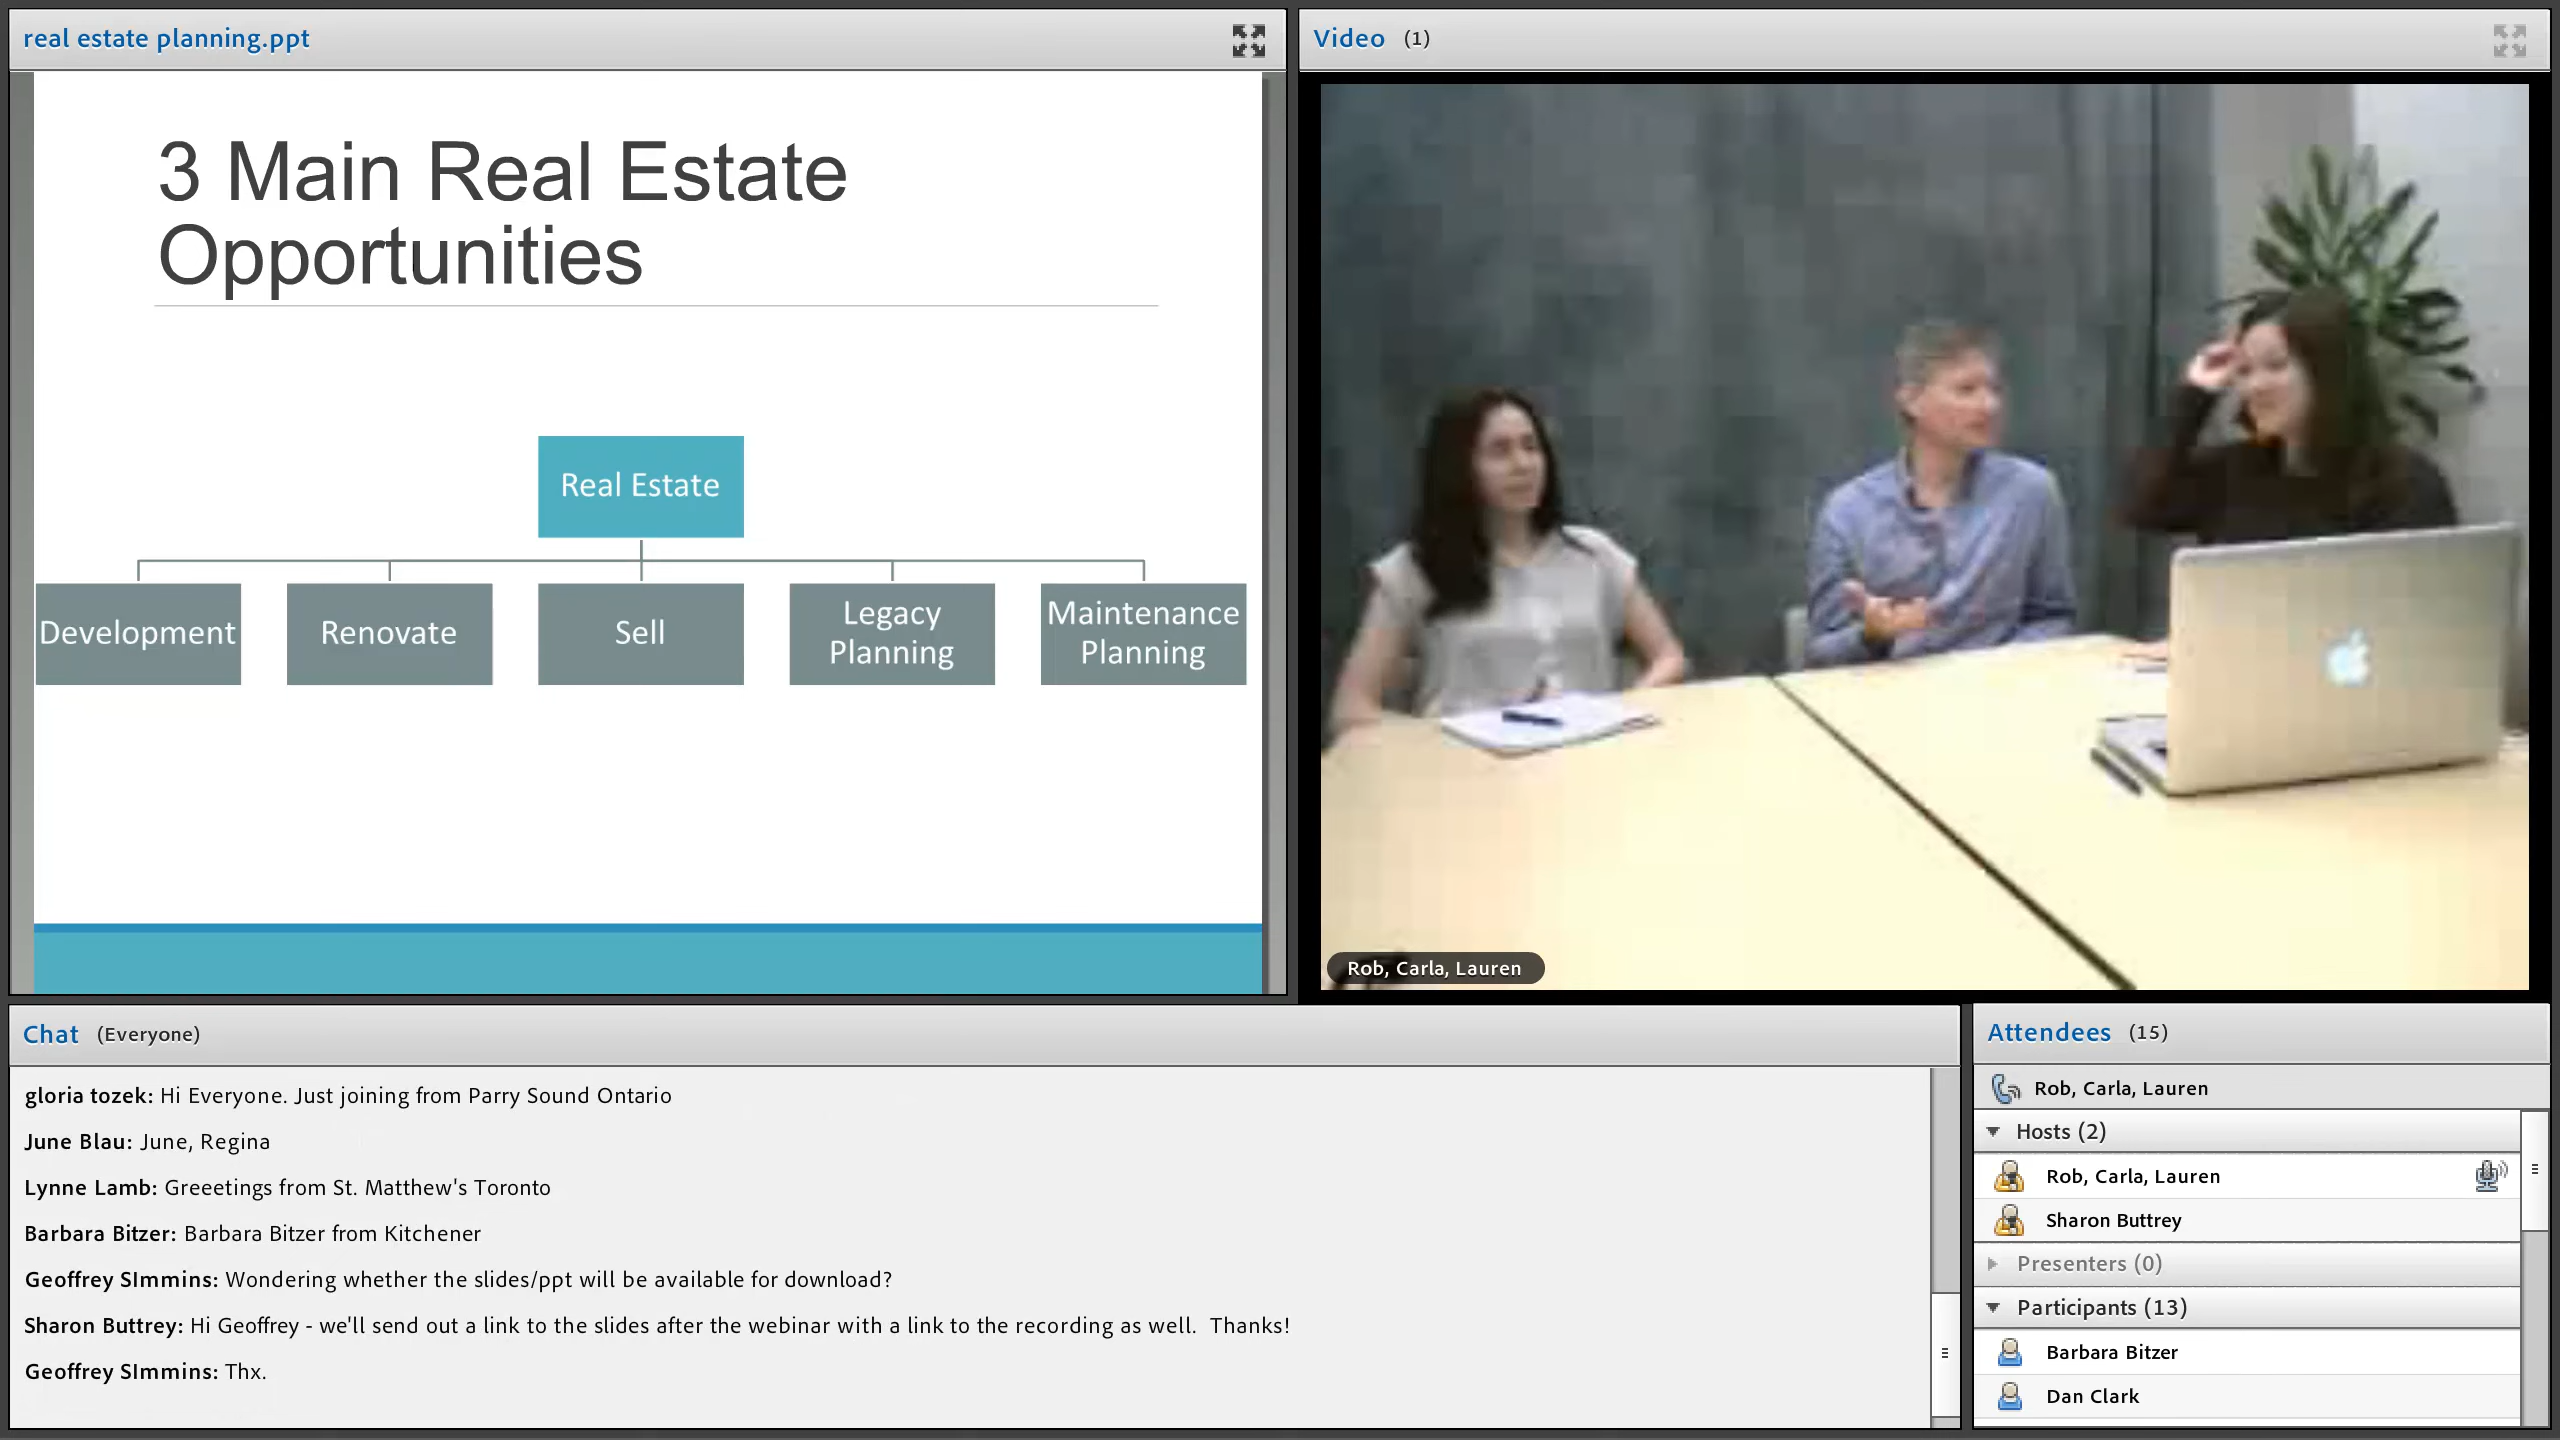 real estate planning.ppt
3 Main Real Estate
Opportunities
Real Estate
Development
Renovate
Sell
Legacy
Planning
Maintenance
Planning
Video (1)
Rob, Carla, Lauren
Chat (Everyone)
gloria tozek: Hi Everyone. Just joining from Parry Sound Ontario
June Blau: June, Regina
Lynne Lamb: Greeetings from St. Matthew's Toronto
Barbara Bitzer: Barbara Bitzer from Kitchener
Geoffrey SImmins: Wondering whether the slides/ppt will be available for download?
Sharon Buttrey: Hi Geoffrey - we'll send out a link to the slides after the webinar with a link to the recording as well.  Thanks!
Geoffrey SImmins: Thx.
Attendees (15)
Rob, Carla, Lauren
Hosts (2)
Rob, Carla, Lauren
Sharon Buttrey
Presenters (0)
Participants (13)
Barbara Bitzer
Dan Clark